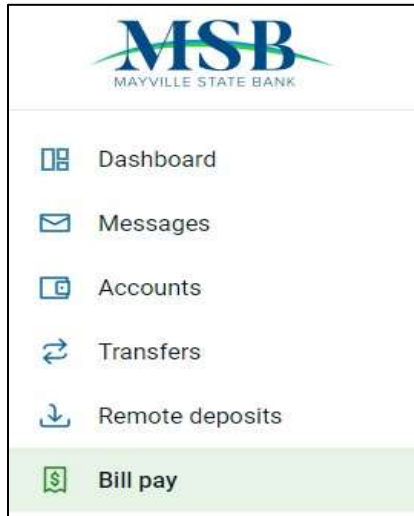 MSB
MAYVILLE STATE BANK
Dashboard
Messages
Accounts
Transfers
Remote deposits
$ Bill pay